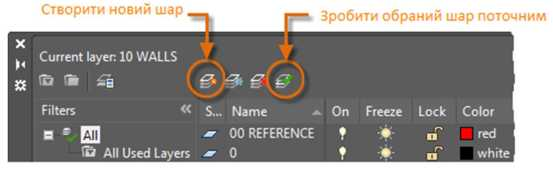 Створити новий шар
Зробити обраний шар поточним
Current layer: 10 WALLS
Filters
S... Name On Freeze Lock Color
All
00 REFERENCE red
All Used Layers
0 white